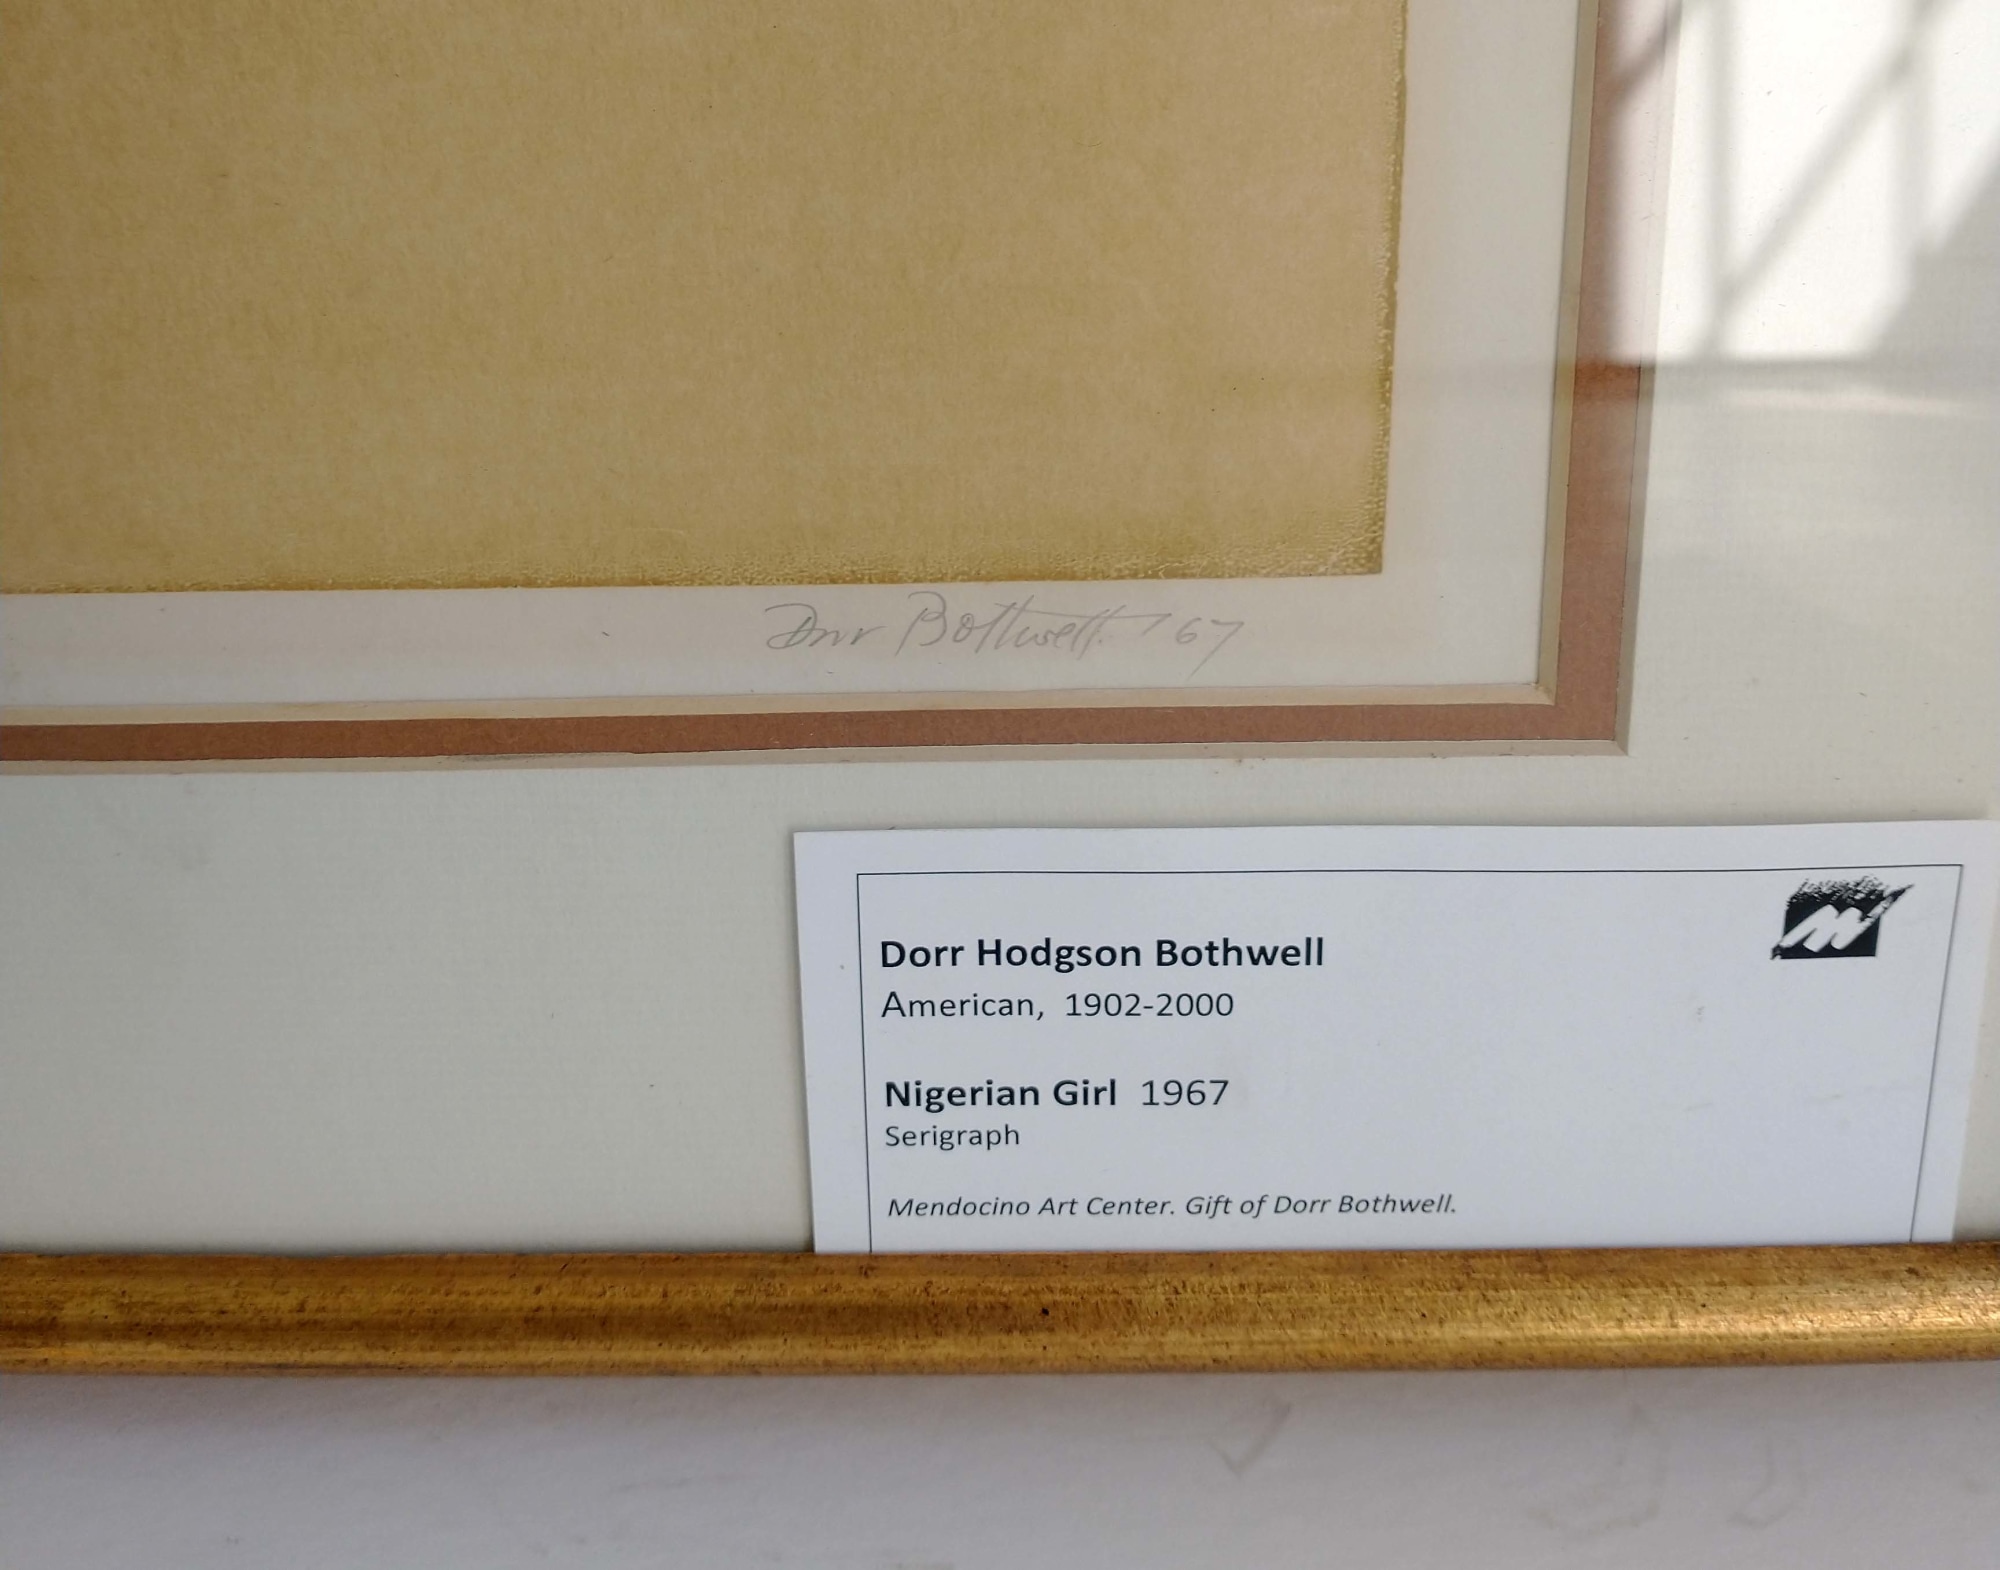 Dorr Bothwell. '67
Dorr Hodgson Bothwell
American, 1902-2000
Nigerian Girl 1967
Serigraph
Mendocino Art Center. Gift of Dorr Bothwell.